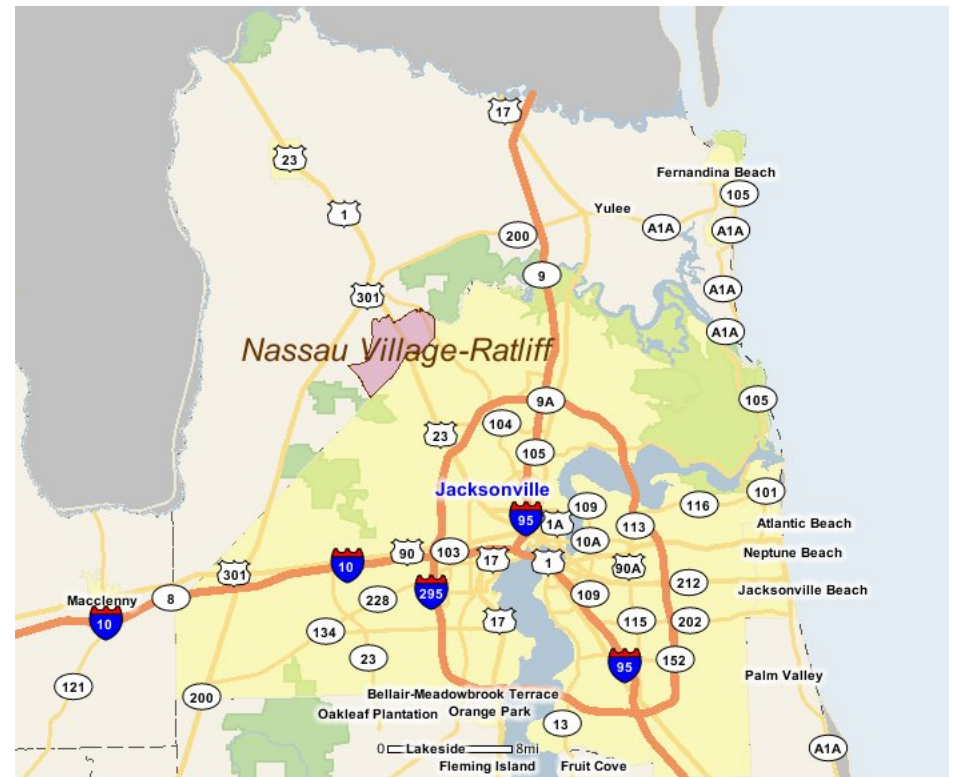 17
23
Fernandina Beach
105
1
Yulee
A1A
A1A
200
9
A1A
301
A1A
Nassau Village-Ratliff
9A
105
104
23
105
Jacksonville
101
109
116
95
1A
113
Atlantic Beach
10A
90
103
17
1
90A
Neptune Beach
10
301
212
Jacksonville Beach
295
109
8
228
Macclenny
10
17
115
202
134
23
95
152
121
200
Palm Valley
Bellair-Meadowbrook Terrace
Oakleaf Plantation
Orange Park
13
A1A
0
Lakeside
8mi
Fleming Island
Fruit Cove